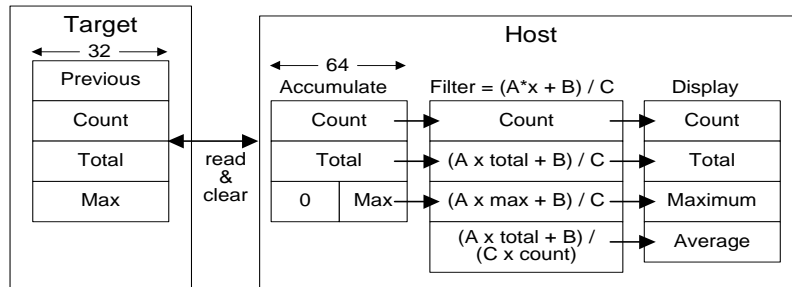 Target
32
Previous
Count
Total
Max
read
&
clear
Host
64
Accumulate
Count
Total
0 Max
Filter = (A*x + B) / C
Count
(A x total + B) / C
(A x max + B) / C
(A x total + B) /
(C x count)
Display
Count
Total
Maximum
Average